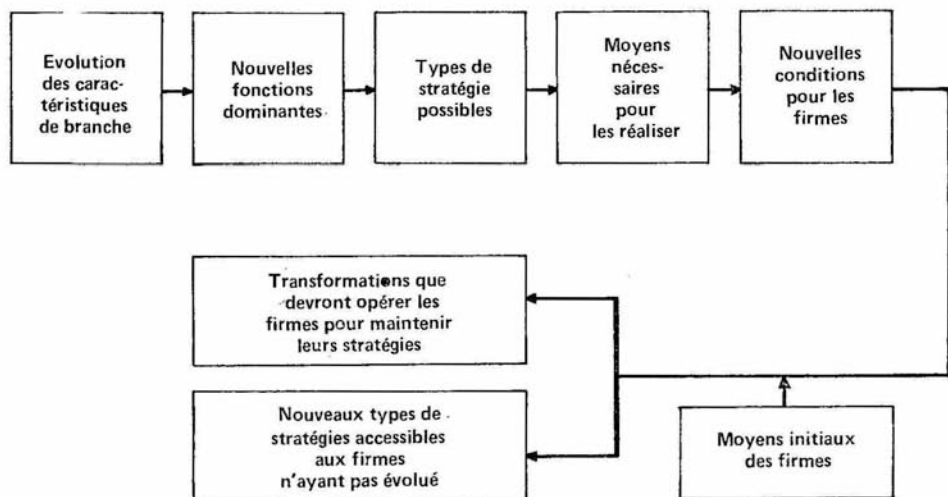 Evolution
des carac-
téristiques
de branche
Nouvelles
fonctions
dominantes
Types de
stratégie
possibles
Moyens
néces-
saires
pour
les réaliser
Nouvelles
conditions
pour les
firmes
Transformations que
devront opérer les
firmes pour maintenir
leurs stratégies
Nouveaux types de
stratégies accessibles
aux firmes
n'ayant pas évolué
Moyens initiaux
des firmes